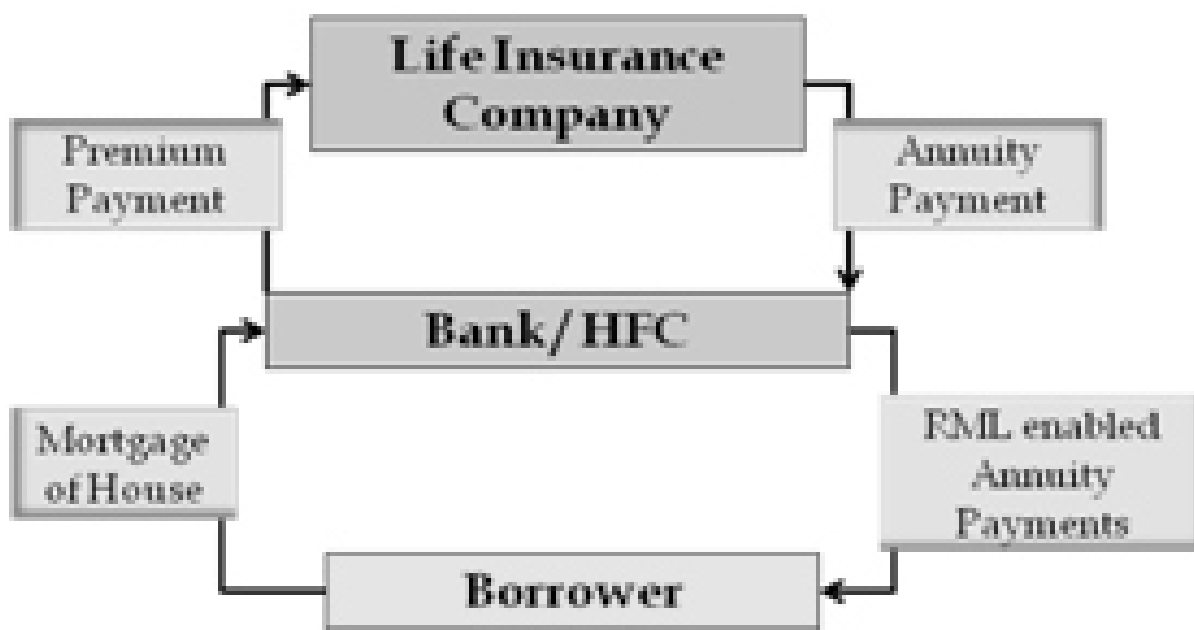 Life Insurance
Company
Premium
Payment
Annuity
Payment
Bank/HFC
Mortgage
of House
RML enabled
Annuity
Payments
Borrower